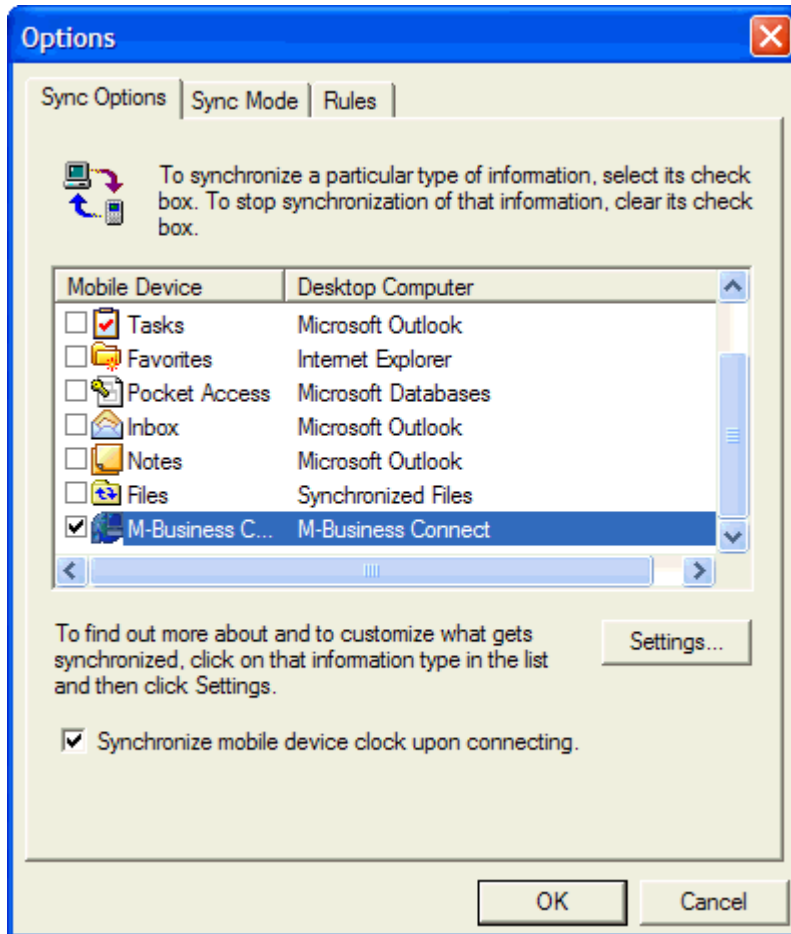 Options
Sync Options Sync Mode Rules
To synchronize a particular type of information, select its check
box. To stop synchronization of that information, clear its check
box.
Mobile Device Desktop Computer
Tasks Microsoft Outlook
Favorites Internet Explorer
Pocket Access Microsoft Databases
Inbox Microsoft Outlook
Notes Microsoft Outlook
Files Synchronized Files
M-Business C... M-Business Connect
To find out more about and to customize what gets
synchronized, click on that information type in the list
and then click Settings.
Settings...
Synchronize mobile device clock upon connecting.
OK Cancel